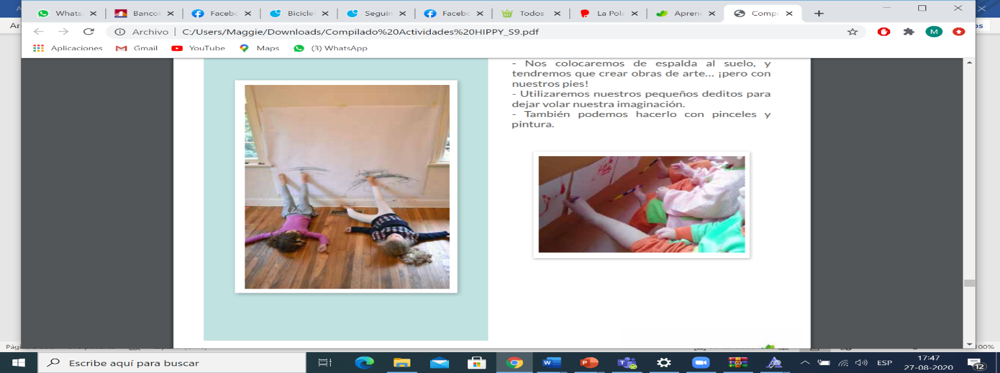 Whats
Banco
Facebo
Bicicle
Seguin
Facebo
Todos
La Pola
Apren
Compi
Archivo | C:/Users/Maggie/Downloads/Compilado%20Actividades%20HIPPY_S9.pdf
M
Aplicaciones Gmail YouTube Maps (3) WhatsApp
- Nos colocaremos de espalda al suelo, y
tendremos que crear obras de arte... ¡pero con
nuestros pies!
- Utilizaremos nuestros pequeños deditos para
dejar volar nuestra imaginación.
- También podemos hacerlo con pinceles y
pintura.
100%
Escribe aquí para buscar
ESP
17:47
27-08-2020
12